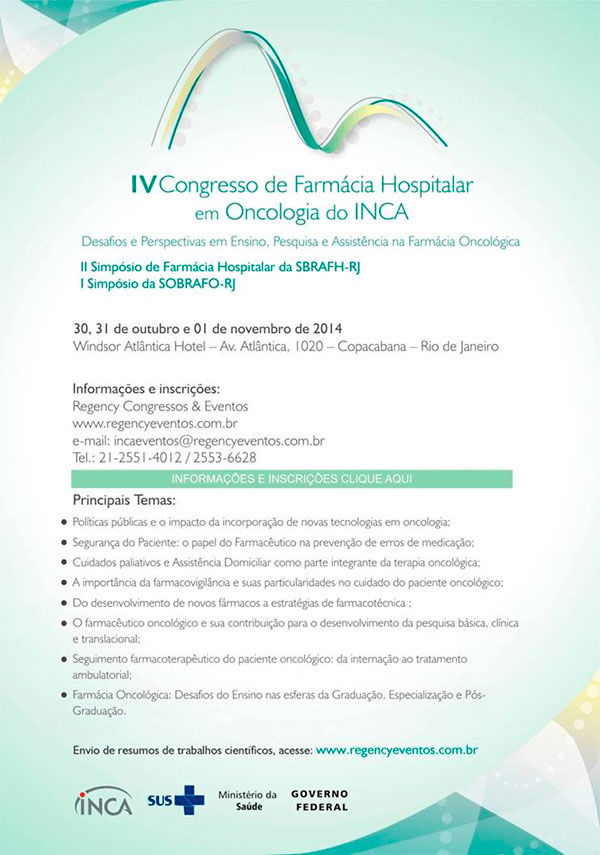 IV Congresso de Farmácia Hospitalar
em Oncologia do INCA
Desafios e Perspectivas em Ensino, Pesquisa e Assistência na Farmácia Oncológica
II Simpósio de Farmácia Hospitalar da SBRAFH-RJ
I Simpósio da SOBRAFO-RJ
30, 31 de outubro e 01 de novembro de 2014
Windsor Atlântica Hotel – Av. Atlântica, 1020 – Copacabana – Rio de Janeiro
Informações e inscrições:
Regency Congressos & Eventos
www.regencyeventos.com.br
e-mail: incaeventos@regencyeventos.com.br
Tel.: 21-2551-4012 / 2553-6628
INFORMAÇÕES E INSCRIÇÕES CLIQUE AQUI
Principais Temas:
● Políticas públicas e o impacto da incorporação de novas tecnologias em oncologia;
● Segurança do Paciente: o papel do Farmacêutico na prevenção de erros de medicação;
● Cuidados paliativos e Assistência Domiciliar como parte integrante da terapia oncológica;
● A importância da farmacovigilância e suas particularidades no cuidado do paciente oncológico;
● Do desenvolvimento de novos fármacos a estratégias de farmacotécnica ;
● O farmacêutico oncológico e sua contribuição para o desenvolvimento da pesquisa básica, clínica
e translacional;
● Seguimento farmacoterapêutico do paciente oncológico: da internação ao tratamento
ambulatorial;
● Farmácia Oncológica: Desafios do Ensino nas esferas da Graduação, Especialização e Pós-
Graduação.
Envio de resumos de trabalhos científicos, acesse: www.regencyeventos.com.br
INCA
SUS
Ministério da
Saúde
GOVERNO
FEDERAL